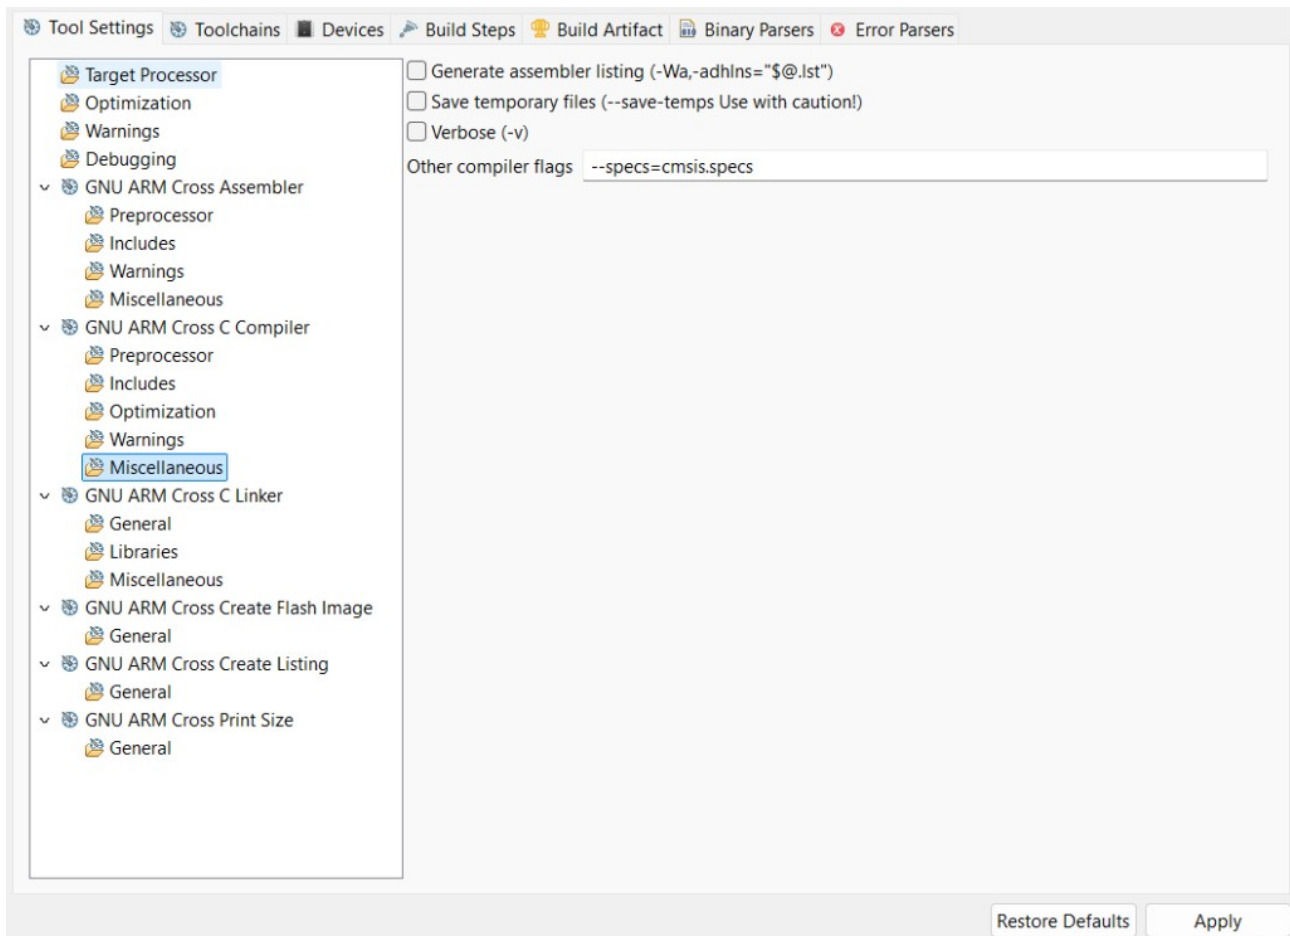 Tool Settings Toolchains Devices Build Steps Build Artifact Binary Parsers Error Parsers
Target Processor
Optimization
Warnings
Debugging
GNU ARM Cross Assembler
Preprocessor
Includes
Warnings
Miscellaneous
GNU ARM Cross C Compiler
Preprocessor
Includes
Optimization
Warnings
Miscellaneous
GNU ARM Cross C Linker
General
Libraries
Miscellaneous
GNU ARM Cross Create Flash Image
General
GNU ARM Cross Create Listing
General
GNU ARM Cross Print Size
General
Generate assembler listing (-Wa,-adhlns="$@.lst")
Save temporary files (--save-temps Use with caution!)
Verbose (-v)
Other compiler flags --specs=cmsis.specs
Restore Defaults Apply